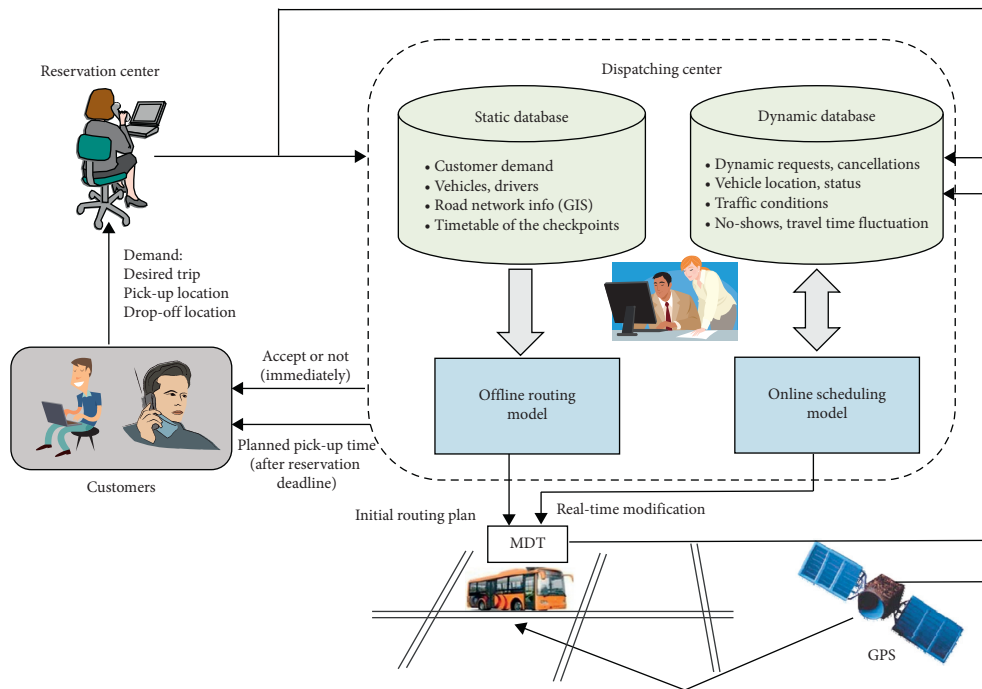 Reservation center
Dispatching center
Static database
• Customer demand
• Vehicles, drivers
• Road network info (GIS)
• Timetable of the checkpoints
Dynamic database
• Dynamic requests, cancellations
• Vehicle location, status
• Traffic conditions
• No-shows, travel time fluctuation
Demand:
Desired trip
Pick-up location
Drop-off location
Accept or not
(immediately)
Planned pick-up time
(after reservation
deadline)
Customers
Offline routing
model
Online scheduling
model
Initial routing plan
Real-time modification
MDT
GPS